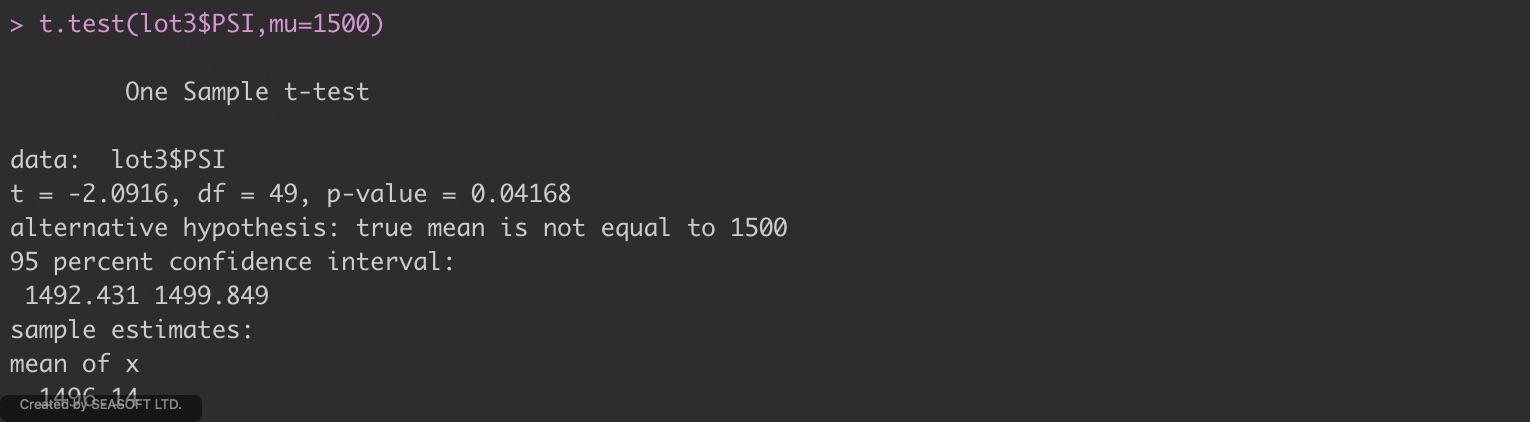 > t.test(lot3$PSI,mu=1500)
One Sample t-test
data:  lot3$PSI
t = -2.0916, df = 49, p-value = 0.04168
alternative hypothesis: true mean is not equal to 1500
95 percent confidence interval:
 1492.431 1499.849
sample estimates:
mean of x
1496.14
Created by SEASOFT LTD.